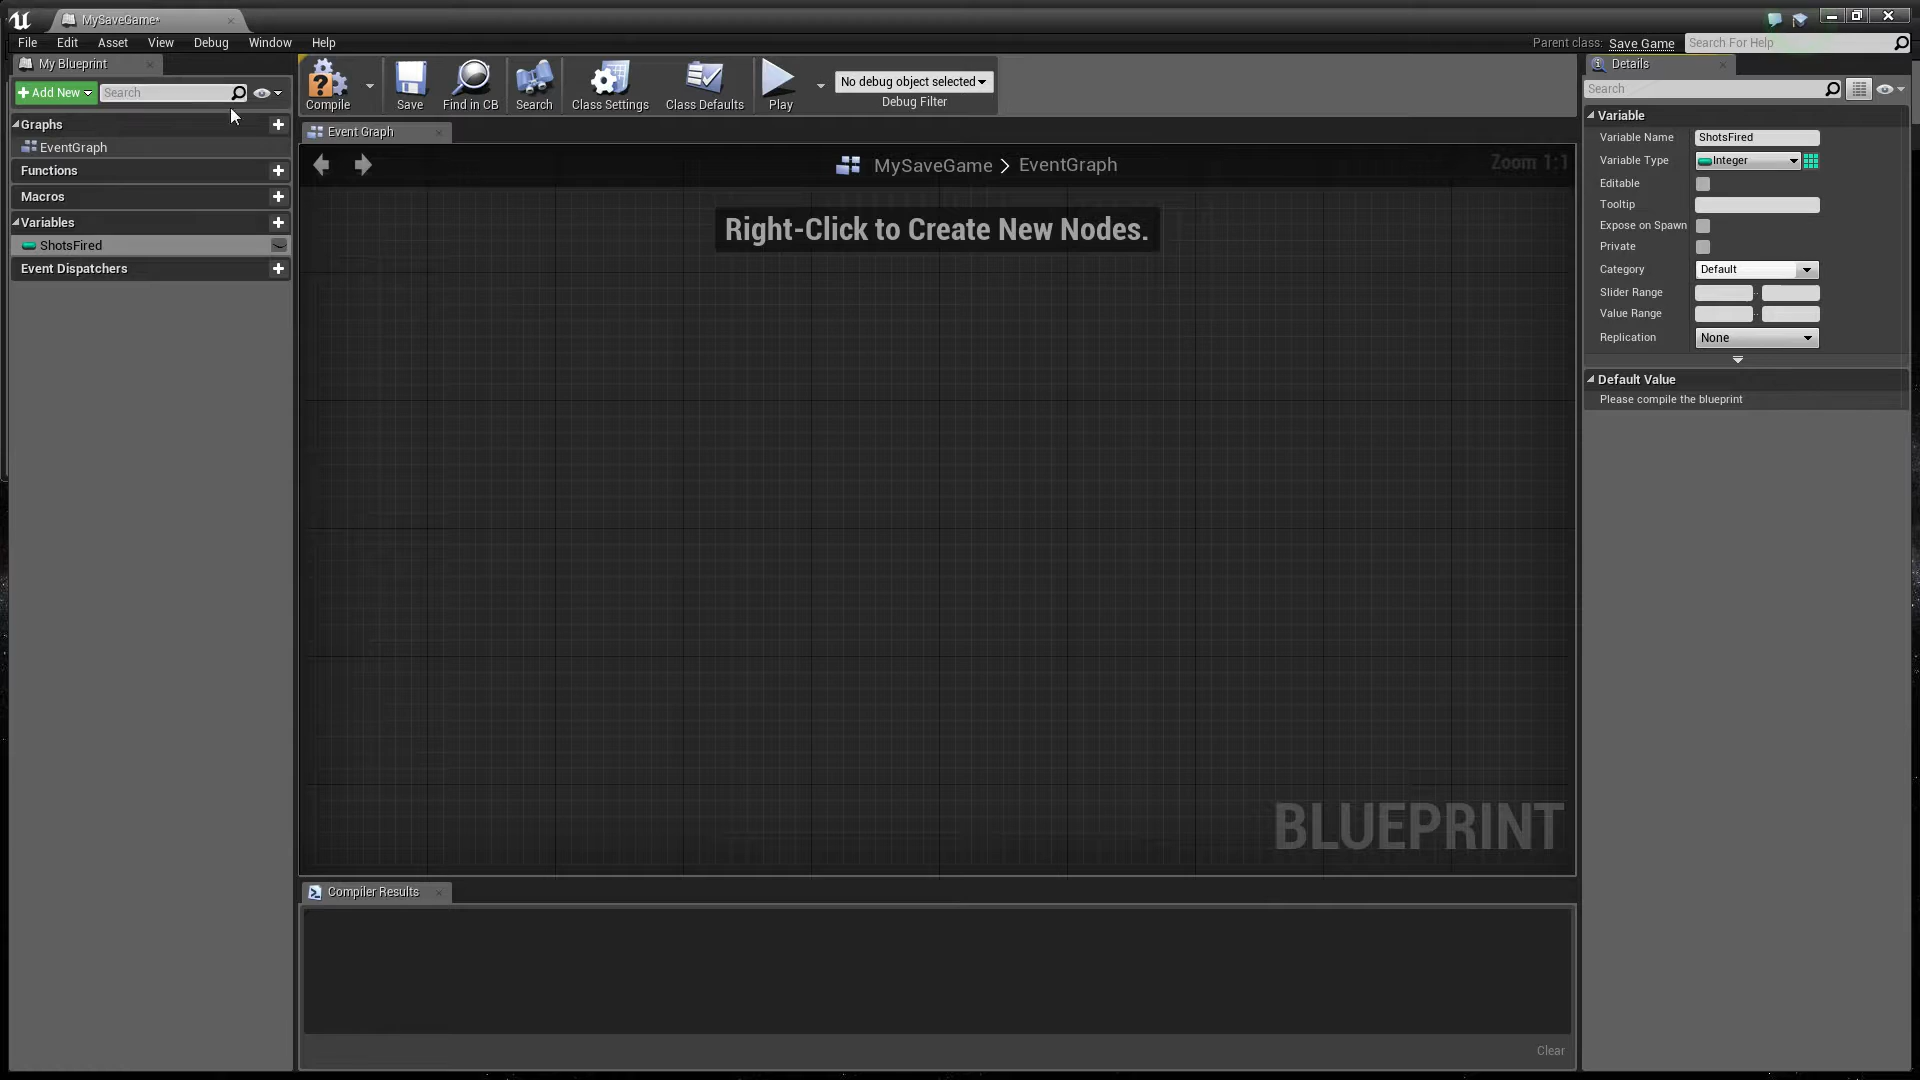 MySaveGame*
File Edit Asset View Debug Window Help
Parent class: Save Game Search For Help
My Blueprint
Add New Search
Graphs
EventGraph
Functions
Macros
Variables
ShotsFired
Event Dispatchers
Compile Save Find in CB Search Class Settings Class Defaults Play
No debug object selected
Debug Filter
Event Graph
MySaveGame > EventGraph
Zoom 1:1
Right-Click to Create New Nodes.
BLUEPRINT
Compiler Results
Clear
Details
Search
Variable
Variable Name ShotsFired
Variable Type Integer
Editable
Tooltip
Expose on Spawn
Private
Category Default
Slider Range
Value Range
Replication None
Default Value
Please compile the blueprint